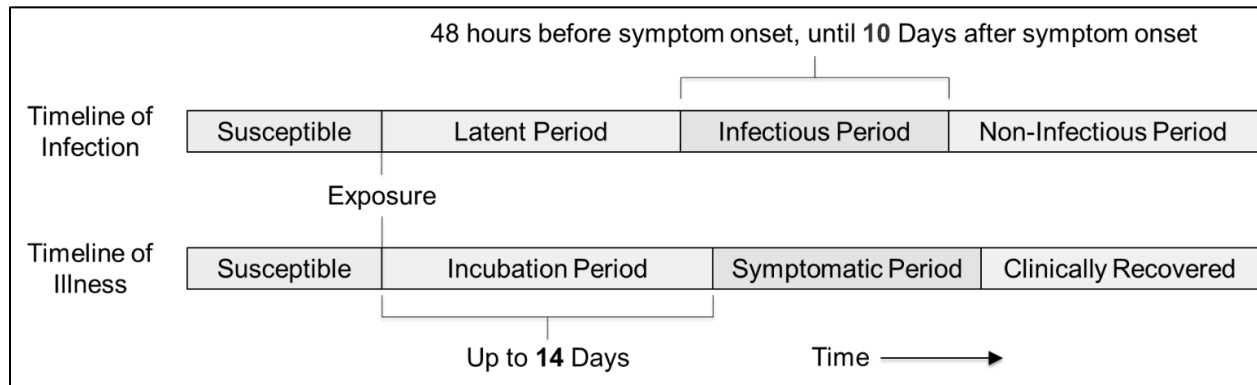 48 hours before symptom onset, until 10 Days after symptom onset
Timeline of
Infection
Susceptible
Latent Period
Infectious Period
Non-Infectious Period
Exposure
Timeline of
Illness
Susceptible
Incubation Period
Symptomatic Period
Clinically Recovered
Up to 14 Days
Time